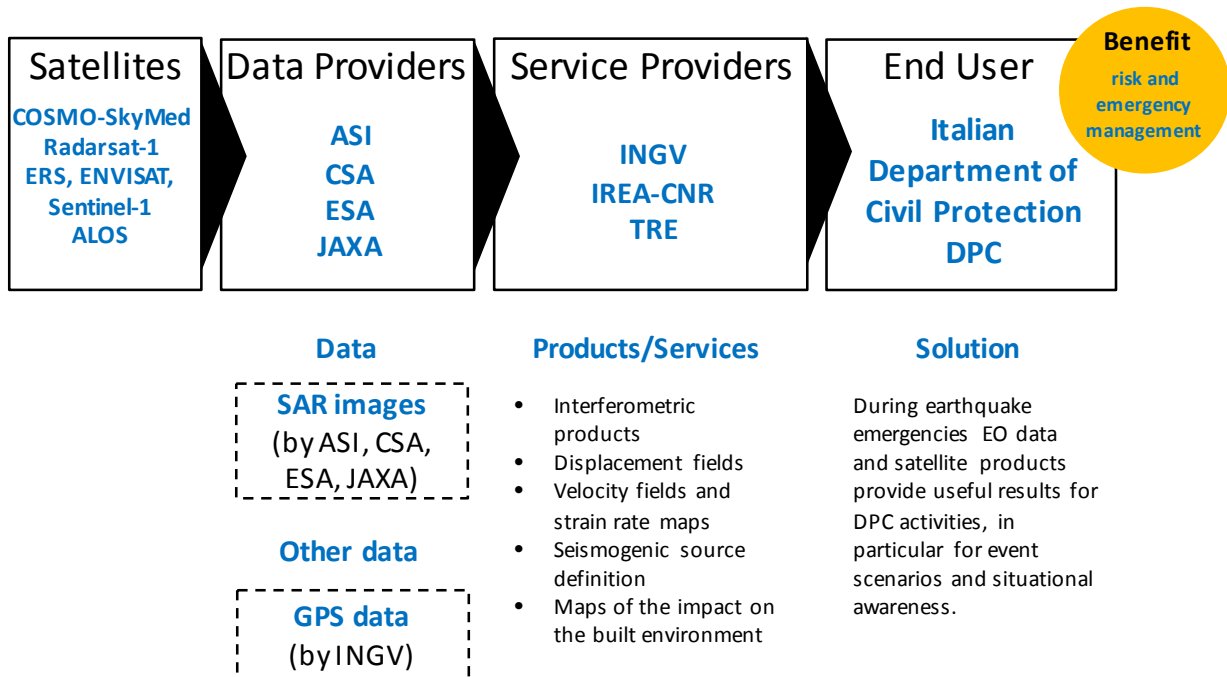 Satellites
COSMO-SkyMed
Radarsat-1
ERS, ENVISAT,
Sentinel-1
ALOS
Data Providers
ASI
CSA
ESA
JAXA
Service Providers
INGV
IREA-CNR
TRE
End User
Italian
Department of
Civil Protection
DPC
Benefit
risk and
emergency
management
Data
SAR images
(by ASI, CSA,
ESA, JAXA)
Other data
GPS data
(by INGV)
Products/Services
• Interferometric
products
• Displacement fields
• Velocity fields and
strain rate maps
• Seismogenic source
definition
• Maps of the impact on
the built environment
Solution
During earthquake
emergencies EO data
and satellite products
provide useful results for
DPC activities, in
particular for event
scenarios and situational
awareness.